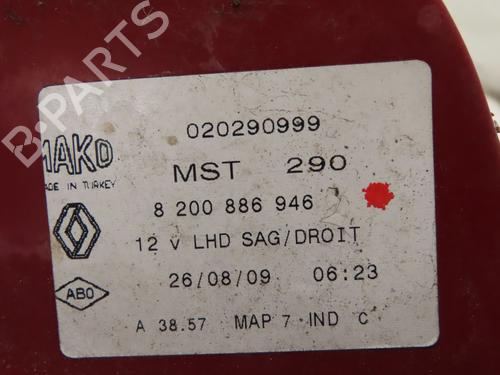 020290999
MAKO
MADE IN TURKEY
MST 290
8 200 886 946
12 V LHD SAG/DROIT
26/08/09 06:23
ABO
A 38.57 MAP 7 IND C
B-PARTS